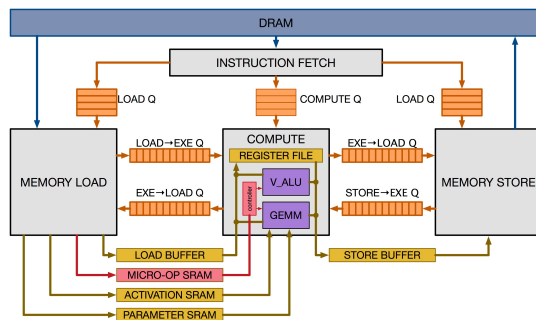 DRAM
INSTRUCTION FETCH
LOAD Q
COMPUTE Q
LOAD Q
MEMORY LOAD
LOAD→EXE Q
EXE→LOAD Q
COMPUTE
REGISTER FILE
V_ALU
controller
GEMM
EXE→LOAD Q
STORE→EXE Q
MEMORY STORE
LOAD BUFFER
STORE BUFFER
MICRO-OP SRAM
ACTIVATION SRAM
PARAMETER SRAM